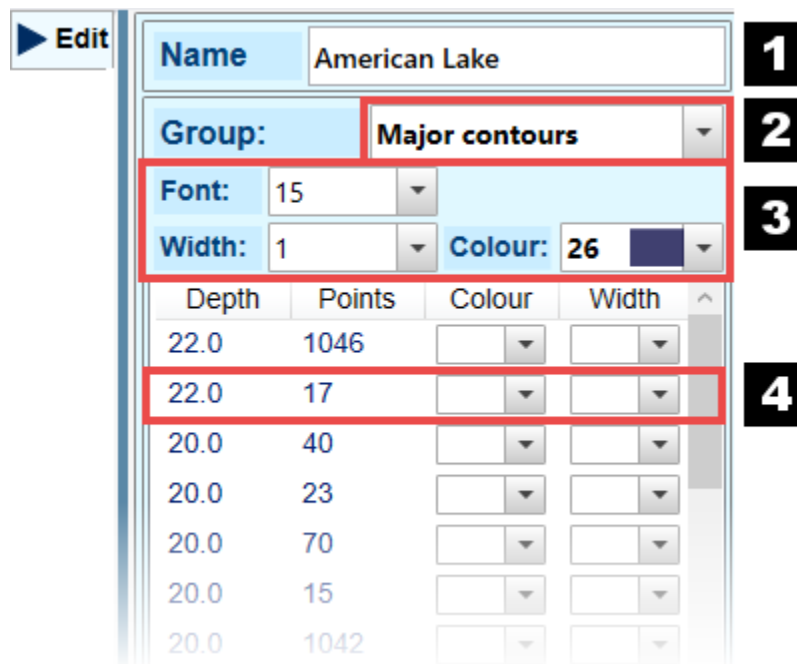 Edit
Name American Lake 1
Group: Major contours 2
Font: 15
3
Width: 1 Colour: 26
Depth Points Colour Width
22.0 1046
22.0 17 4
20.0 40
20.0 23
20.0 70
20.0 15
20.0 1042